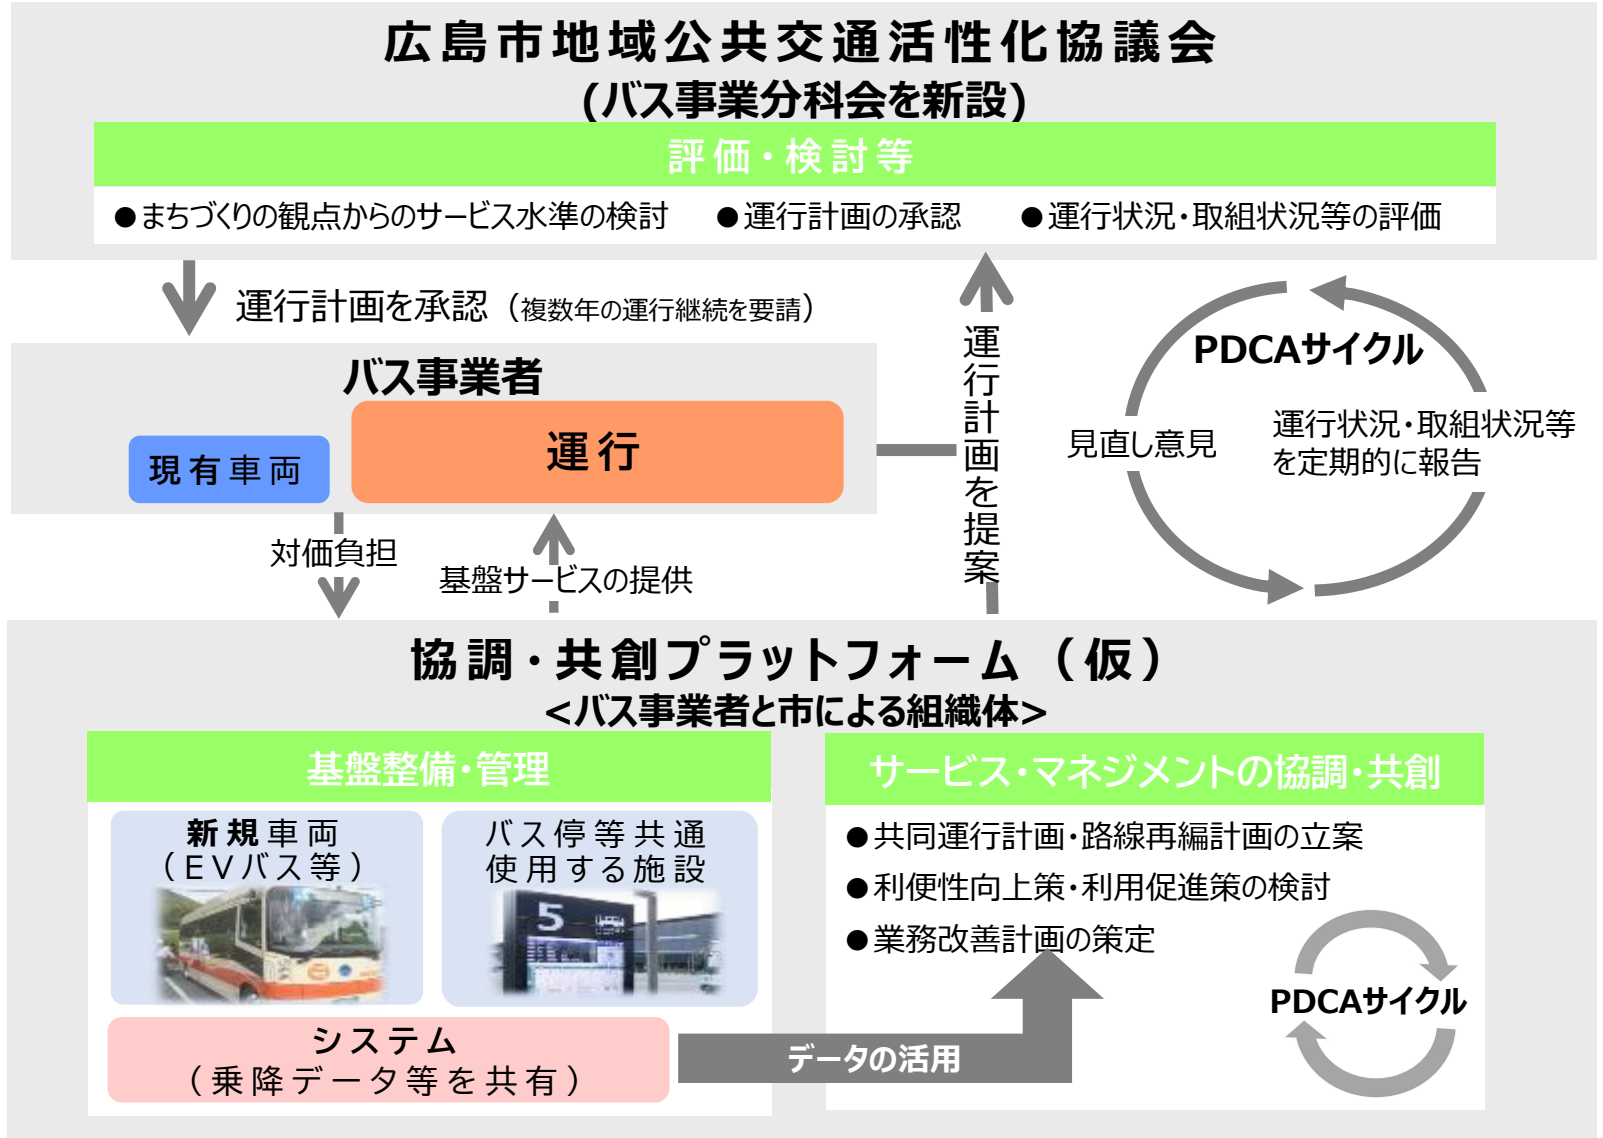 広島市地域公共交通活性化協議会
(バス事業分科会を新設)
評価・検討等
●まちづくりの観点からのサービス水準の検討 ●運行計画の承認 ●運行状況・取組状況等の評価
運行計画を承認（複数年の運行継続を要請）
運行計画を提案
PDCAサイクル
見直し意見
運行状況・取組状況等
を定期的に報告
バス事業者
現有車両
運行
対価負担
基盤サービスの提供
協調・共創プラットフォーム（仮）
<バス事業者と市による組織体>
基盤整備・管理
新規車両
（EVバス等）
バス停等共通
使用する施設
5
システム
（乗降データ等を共有）
データの活用
サービス・マネジメントの協調・共創
●共同運行計画・路線再編計画の立案
●利便性向上策・利用促進策の検討
●業務改善計画の策定
PDCAサイクル